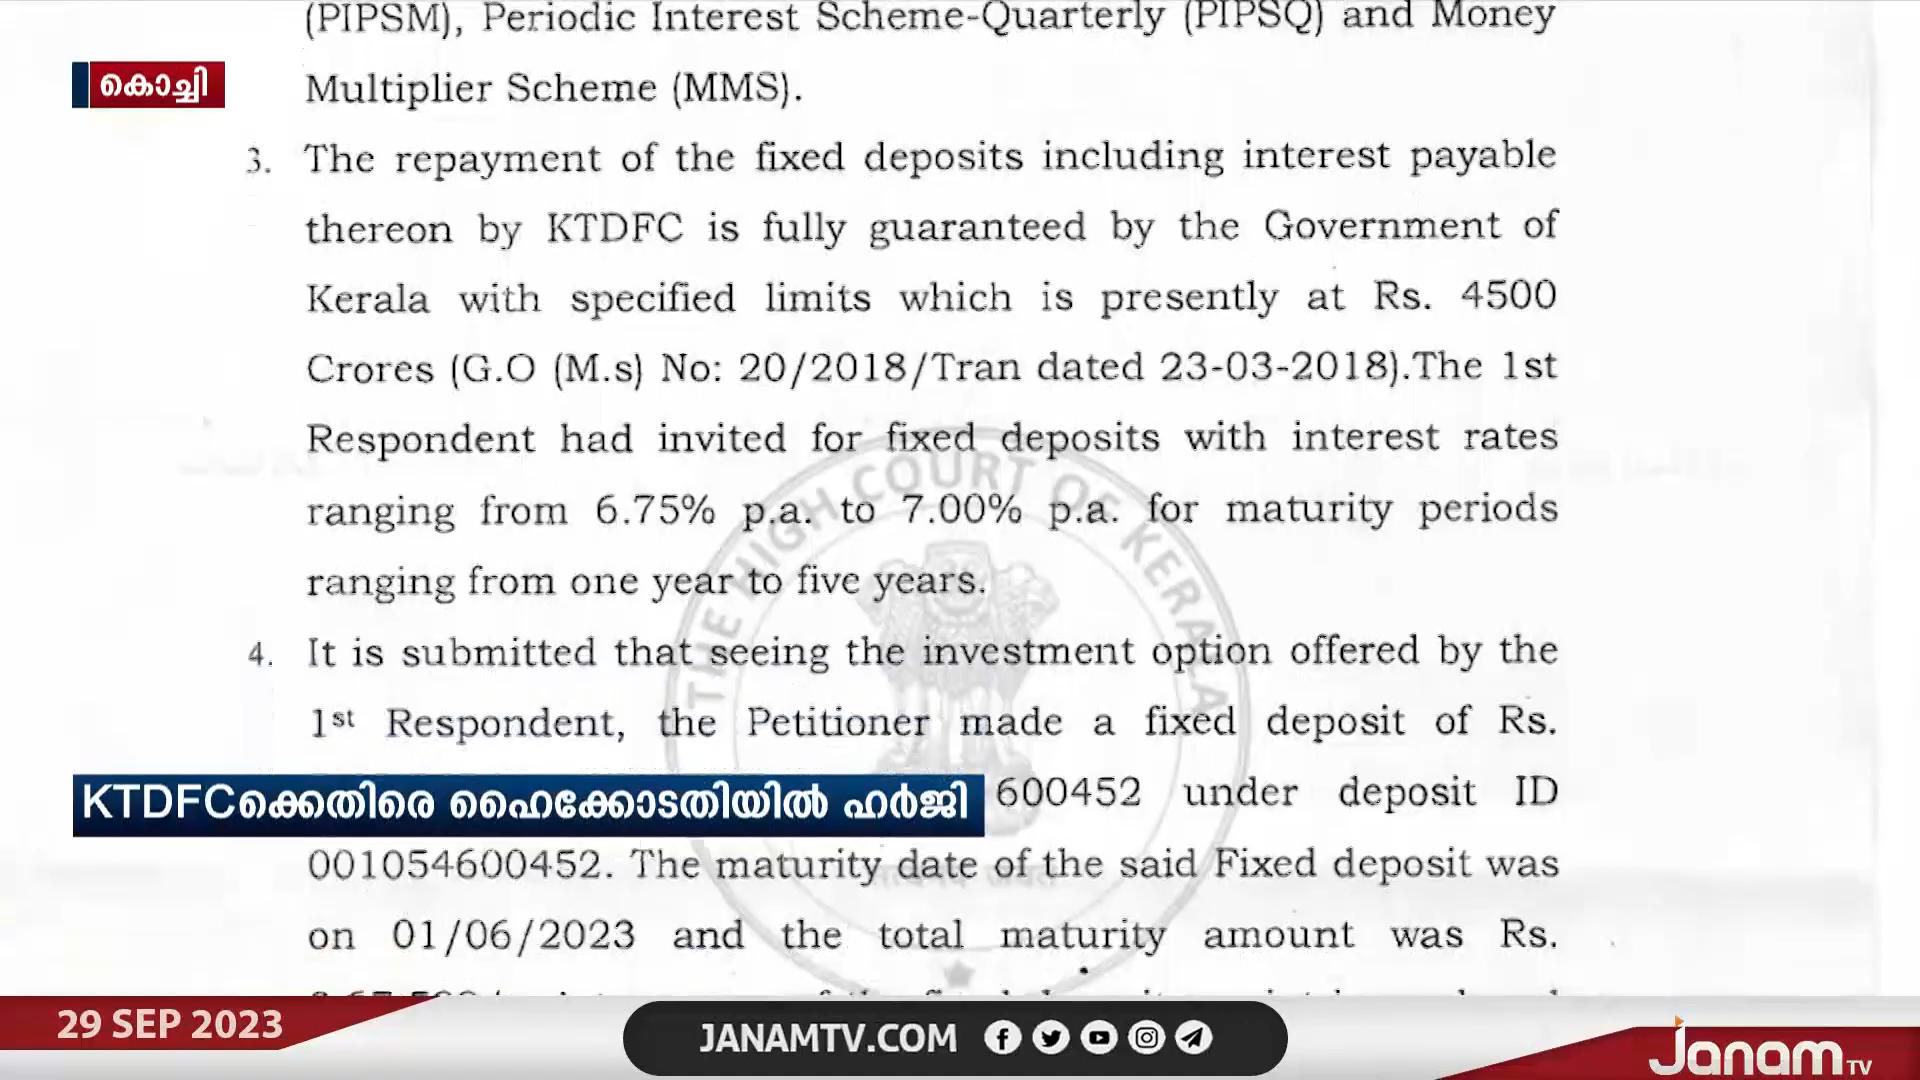 (PIPSM), Periodic Interest Scheme-Quarterly (PIPSQ) and Money
Multiplier Scheme (MMS).
കൊച്ചി
3. The repayment of the fixed deposits including interest payable
thereon by KTDFC is fully guaranteed by the Government of
Kerala with specified limits which is presently at Rs. 4500
Crores (G.O (M.s) No: 20/2018/Tran dated 23-03-2018).The 1st
Respondent had invited for fixed deposits with interest rates
ranging from 6.75% p.a. to 7.00% p.a. for maturity periods
ranging from one year to five years.
THE HIGH COURT OF KERALA
4. It is submitted that seeing the investment option offered by the
1st Respondent, the Petitioner made a fixed deposit of Rs.
KTDFCക്കെതിരെ ഹൈക്കോടതിയിൽ ഹർജി
600452 under deposit ID
001054600452. The maturity date of the said Fixed deposit was
on 01/06/2023 and the total maturity amount was Rs.
29 SEP 2023
JANAMTV.COM
Janam TV